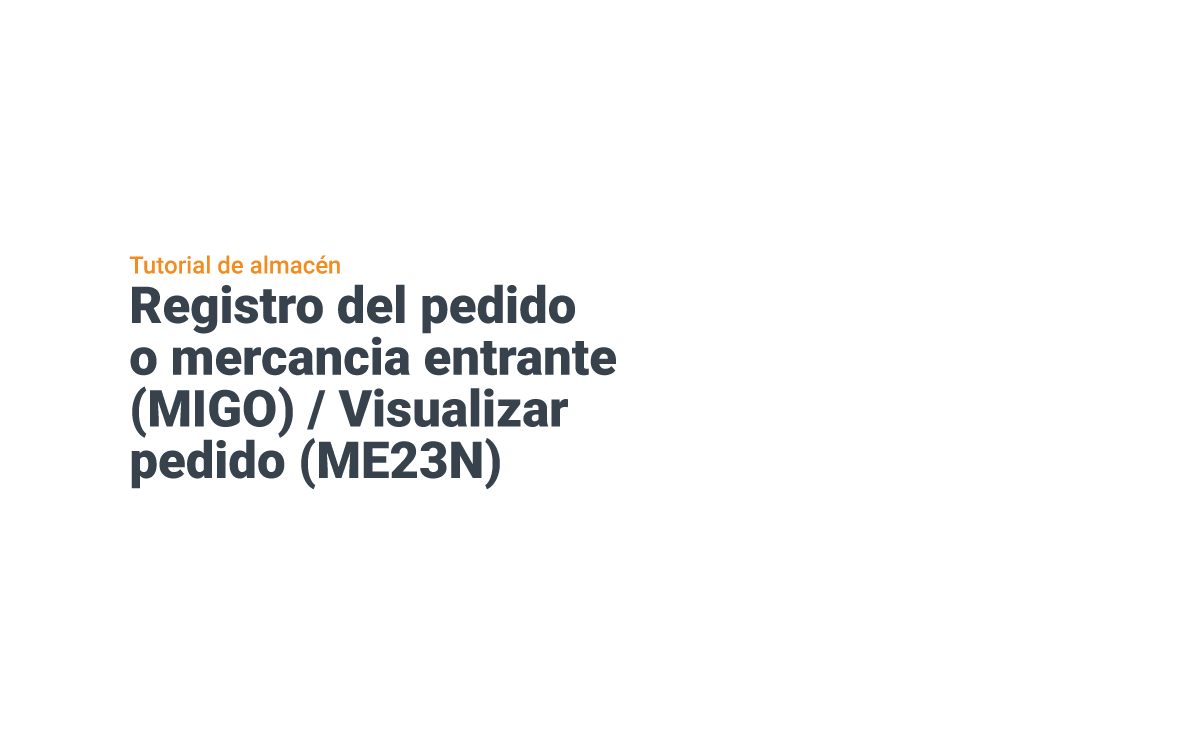 Tutorial de almacén
Registro del pedido
o mercancia entrante
(MIGO) / Visualizar
pedido (ME23N)